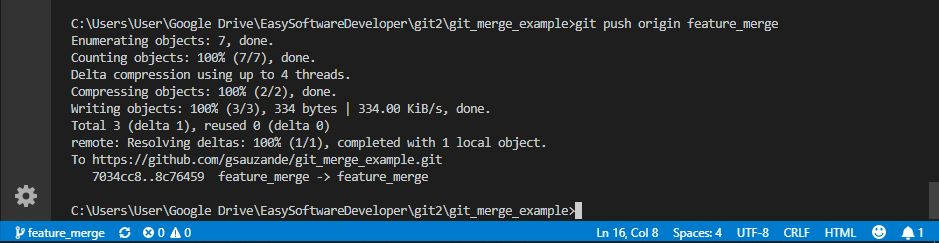 C:\Users\User\Google Drive\EasySoftwareDeveloper\git2\git_merge_example>git push origin feature_merge
Enumerating objects: 7, done.
Counting objects: 100% (7/7), done.
Delta compression using up to 4 threads.
Compressing objects: 100% (2/2), done.
Writing objects: 100% (3/3), 334 bytes | 334.00 KiB/s, done.
Total 3 (delta 1), reused 0 (delta 0)
remote: Resolving deltas: 100% (1/1), completed with 1 local object.
To https://github.com/gsauzande/git_merge_example.git
   7034cc8..8c76459  feature_merge -> feature_merge
C:\Users\User\Google Drive\EasySoftwareDeveloper\git2\git_merge_example>
feature_merge 0 0 Ln 16, Col 8 Spaces: 4 UTF-8 CRLF HTML 1